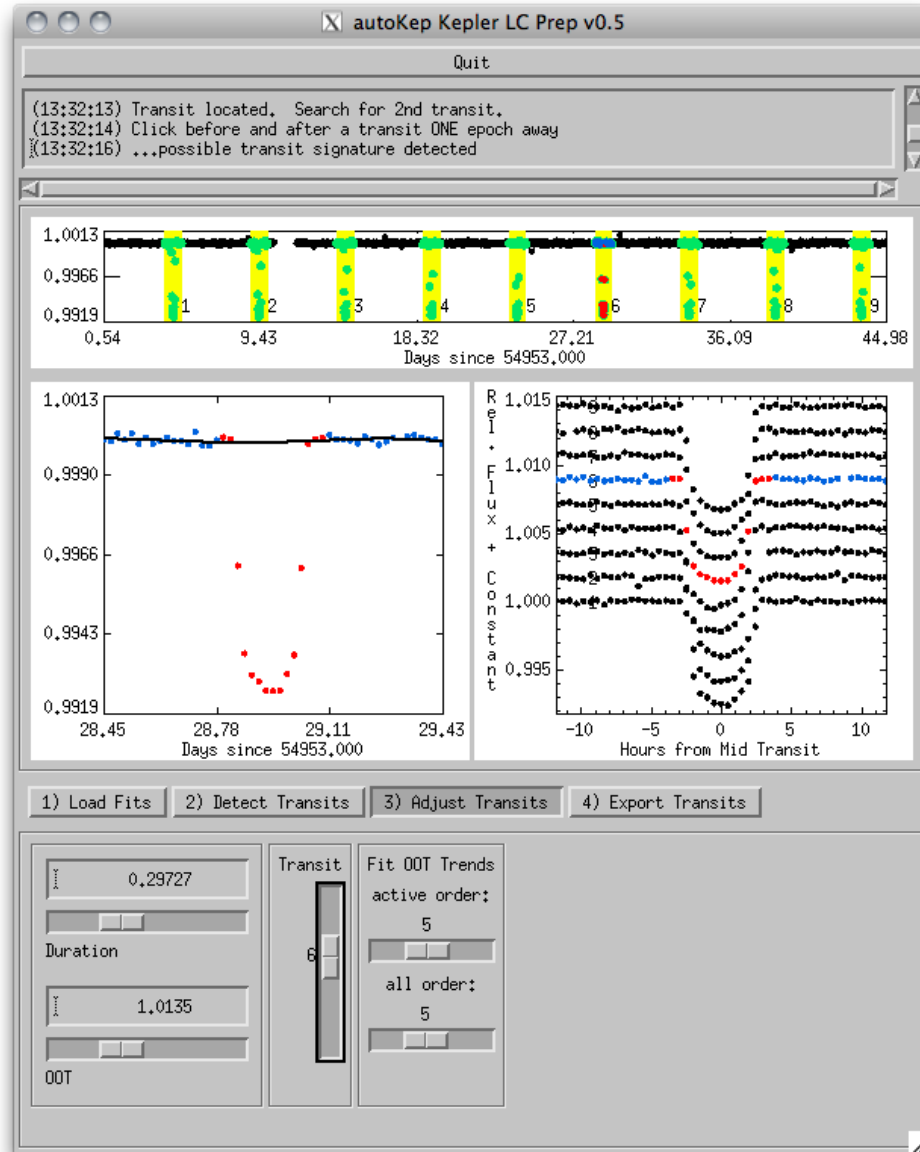 X autoKep Kepler LC Prep v0.5
Quit
(13:32:13) Transit located. Search for 2nd transit.
(13:32:14) Click before and after a transit ONE epoch away
(13:32:16) ...possible transit signature detected
1.0013
0.9966
0.9919
1 2 3 4 5 6 7 8 9
0.54 9.43 18.32 27.21 36.09 44.98
Days since 54953.000
1.0013
0.9990
0.9966
0.9943
0.9919
28.45 28.78 29.11 29.43
Days since 54953.000
Rel. Flux + Constant
1.015
1.010
1.005
1.000
0.995
2
1
-10 -5 0 5 10
Hours from Mid Transit
1) Load Fits 2) Detect Transits 3) Adjust Transits 4) Export Transits
0.29727
Duration
1.0135
OOT
Transit
6
Fit OOT Trends
active order:
5
all order:
5